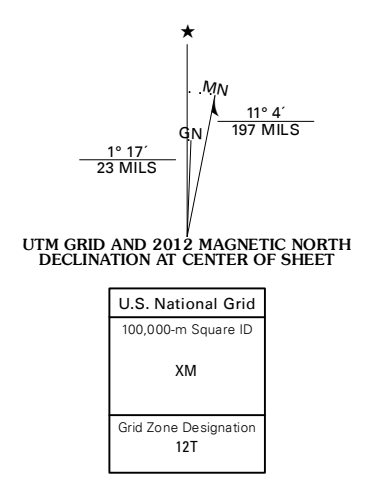 ★
MN
GN
11° 4´
197 MILS
1° 17´
23 MILS
UTM GRID AND 2012 MAGNETIC NORTH
DECLINATION AT CENTER OF SHEET
U.S. National Grid
100,000-m Square ID
XM
Grid Zone Designation
12T